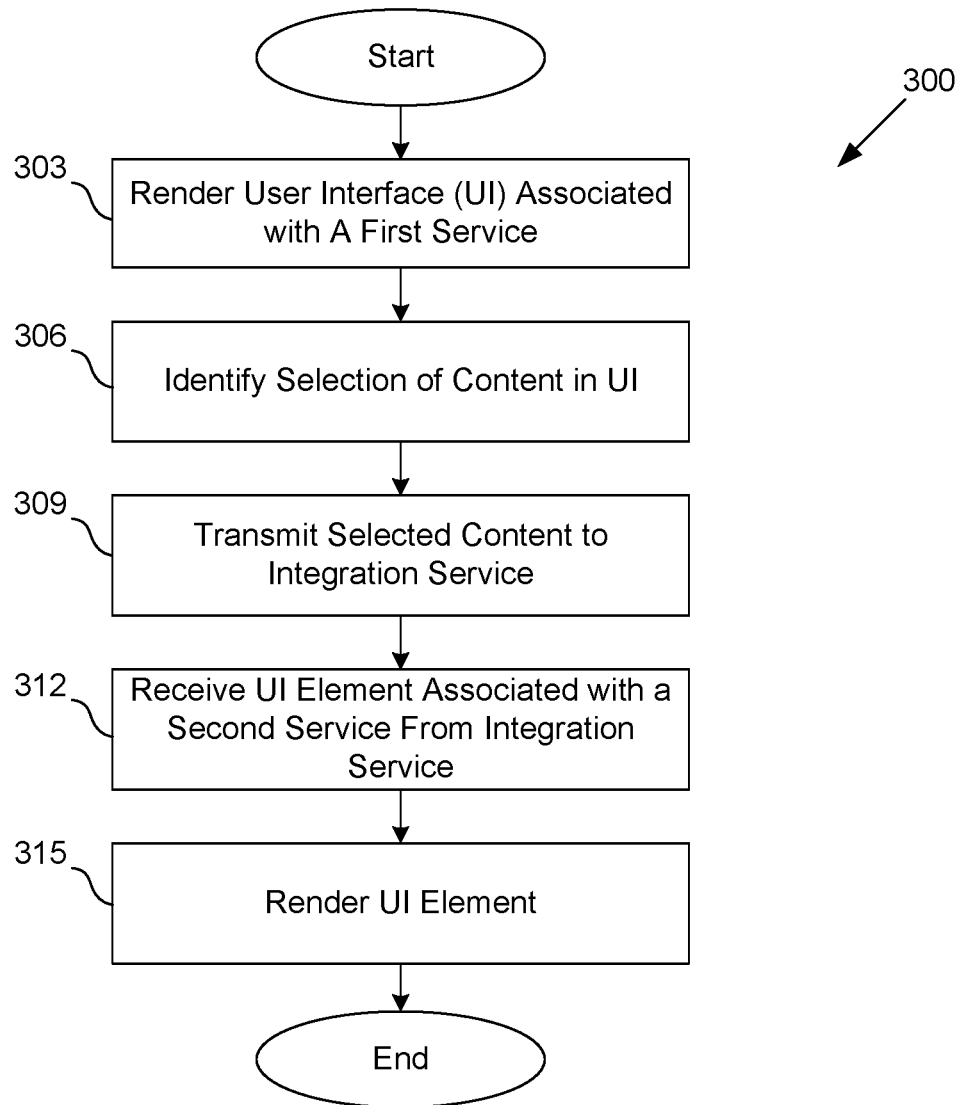 Start
300
303
Render User Interface (UI) Associated
with A First Service
306
Identify Selection of Content in UI
309
Transmit Selected Content to
Integration Service
312
Receive UI Element Associated with a
Second Service From Integration
Service
315
Render UI Element
End